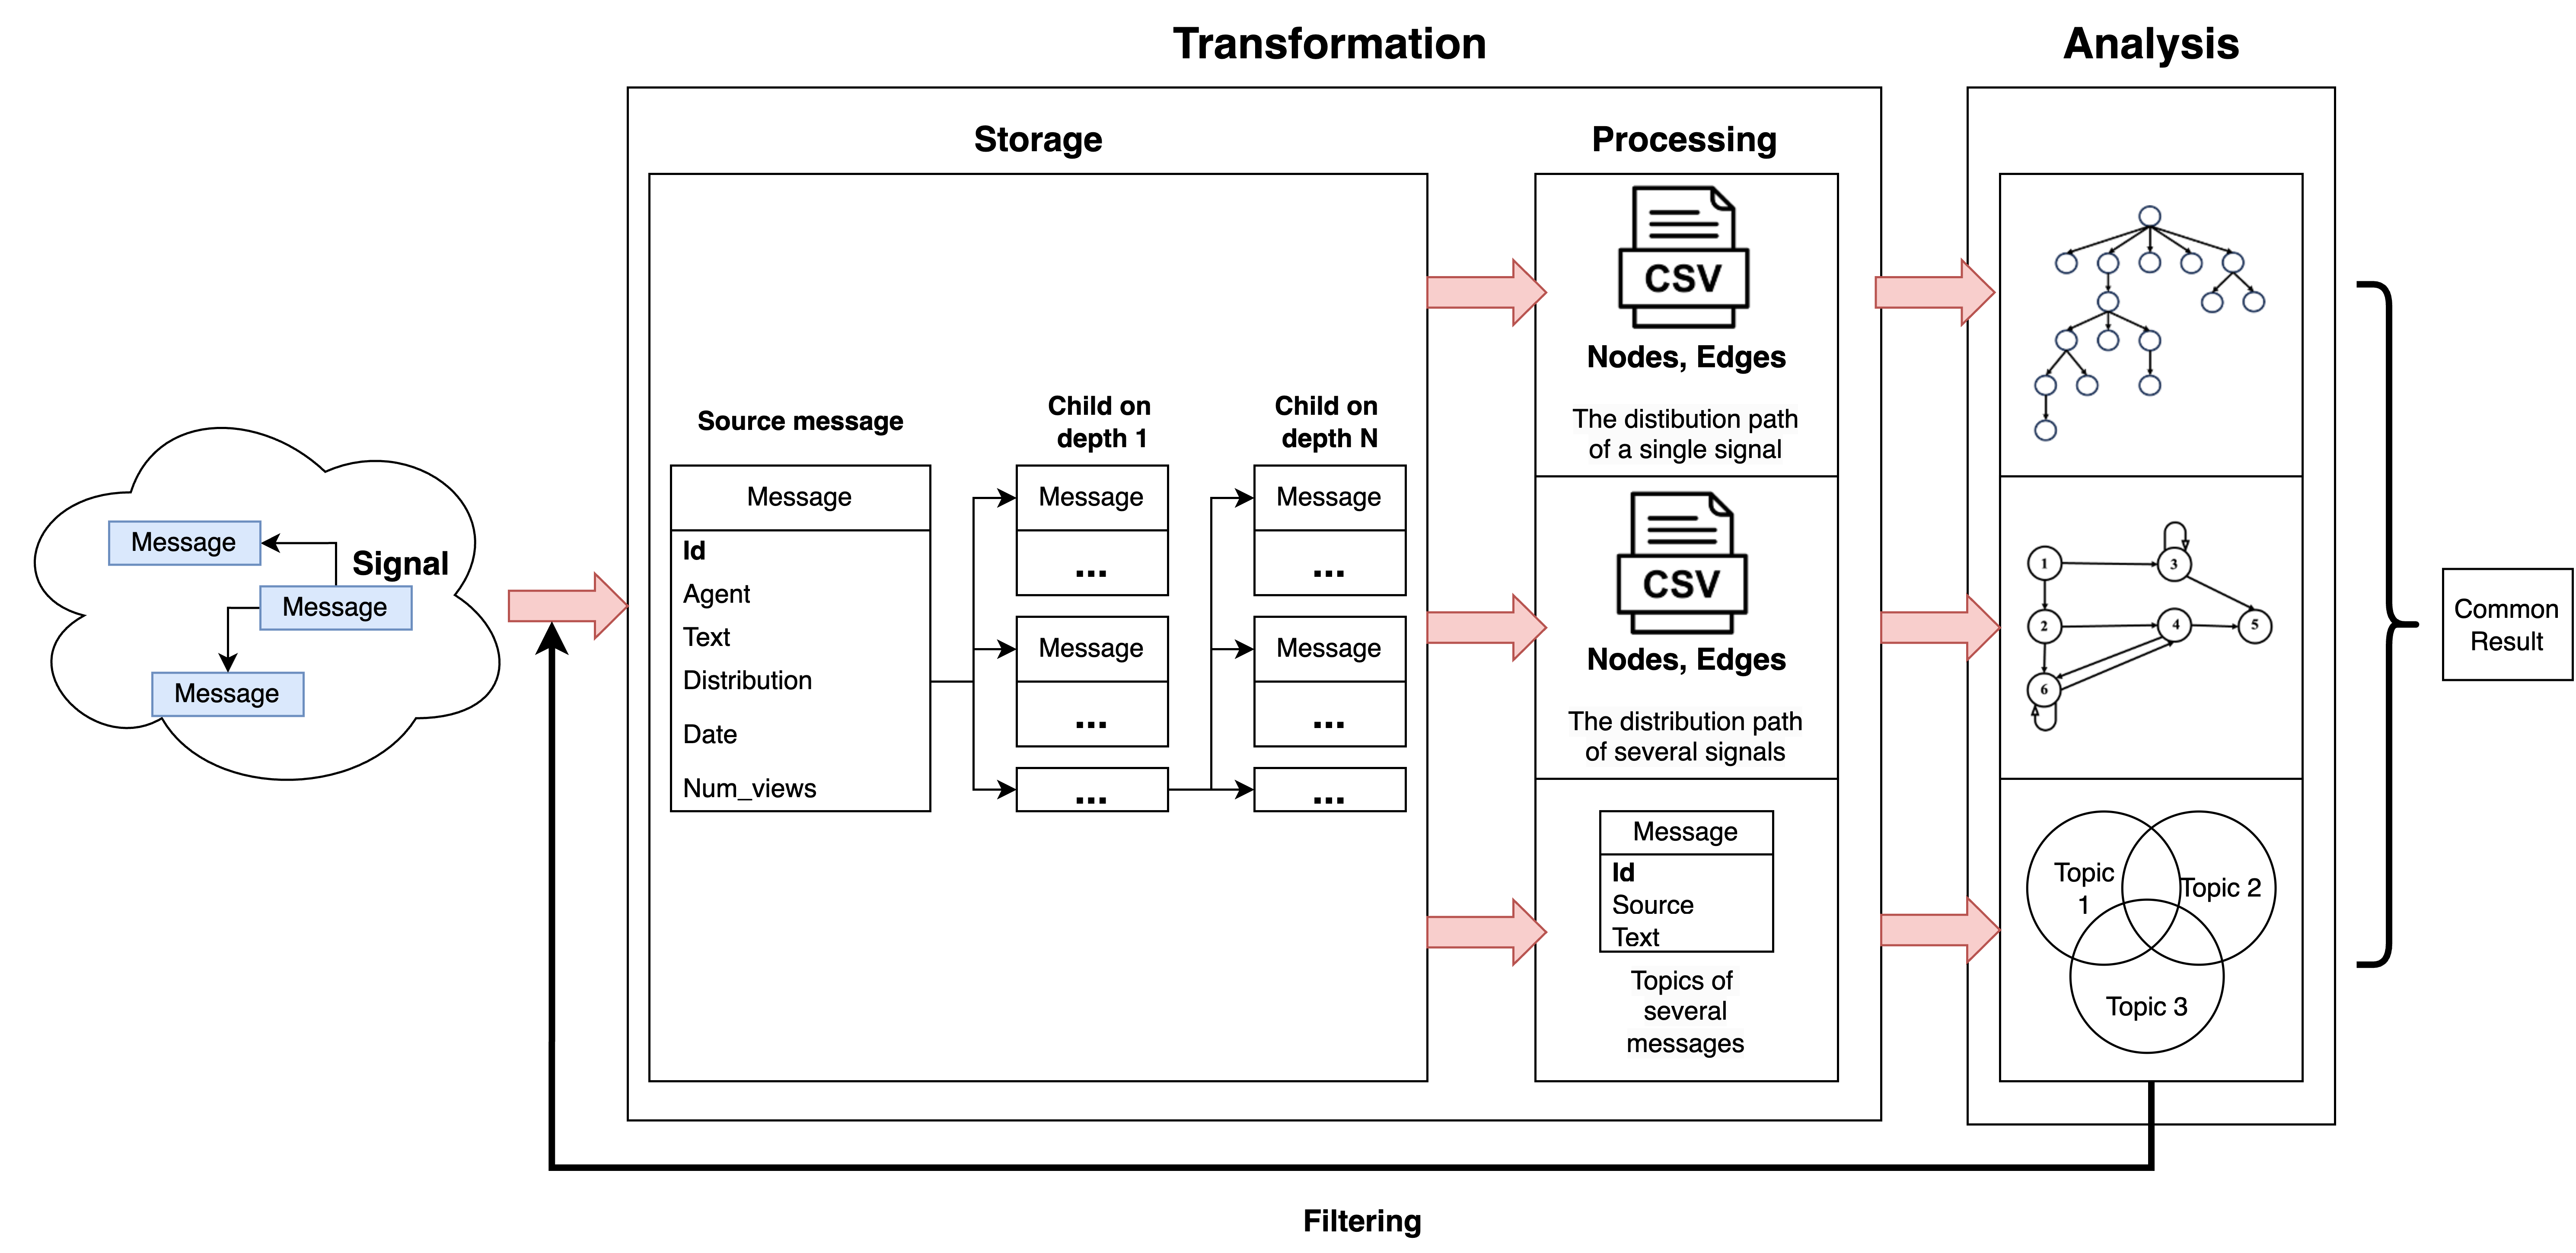 Transformation
Analysis
Storage
Processing
Message
Signal
Message
Message
Source message
Message
Id
Agent
Text
Distribution
Date
Num_views
Child on
depth 1
Message
...
Message
...
...
Child on
depth N
Message
...
Message
...
...
CSV
Nodes, Edges
The distibution path
of a single signal
CSV
Nodes, Edges
The distribution path
of several signals
Message
Id
Source
Text
Topics of
several
messages
1
3
2
4
5
6
Topic
1
Topic 2
Topic 3
Common
Result
Filtering